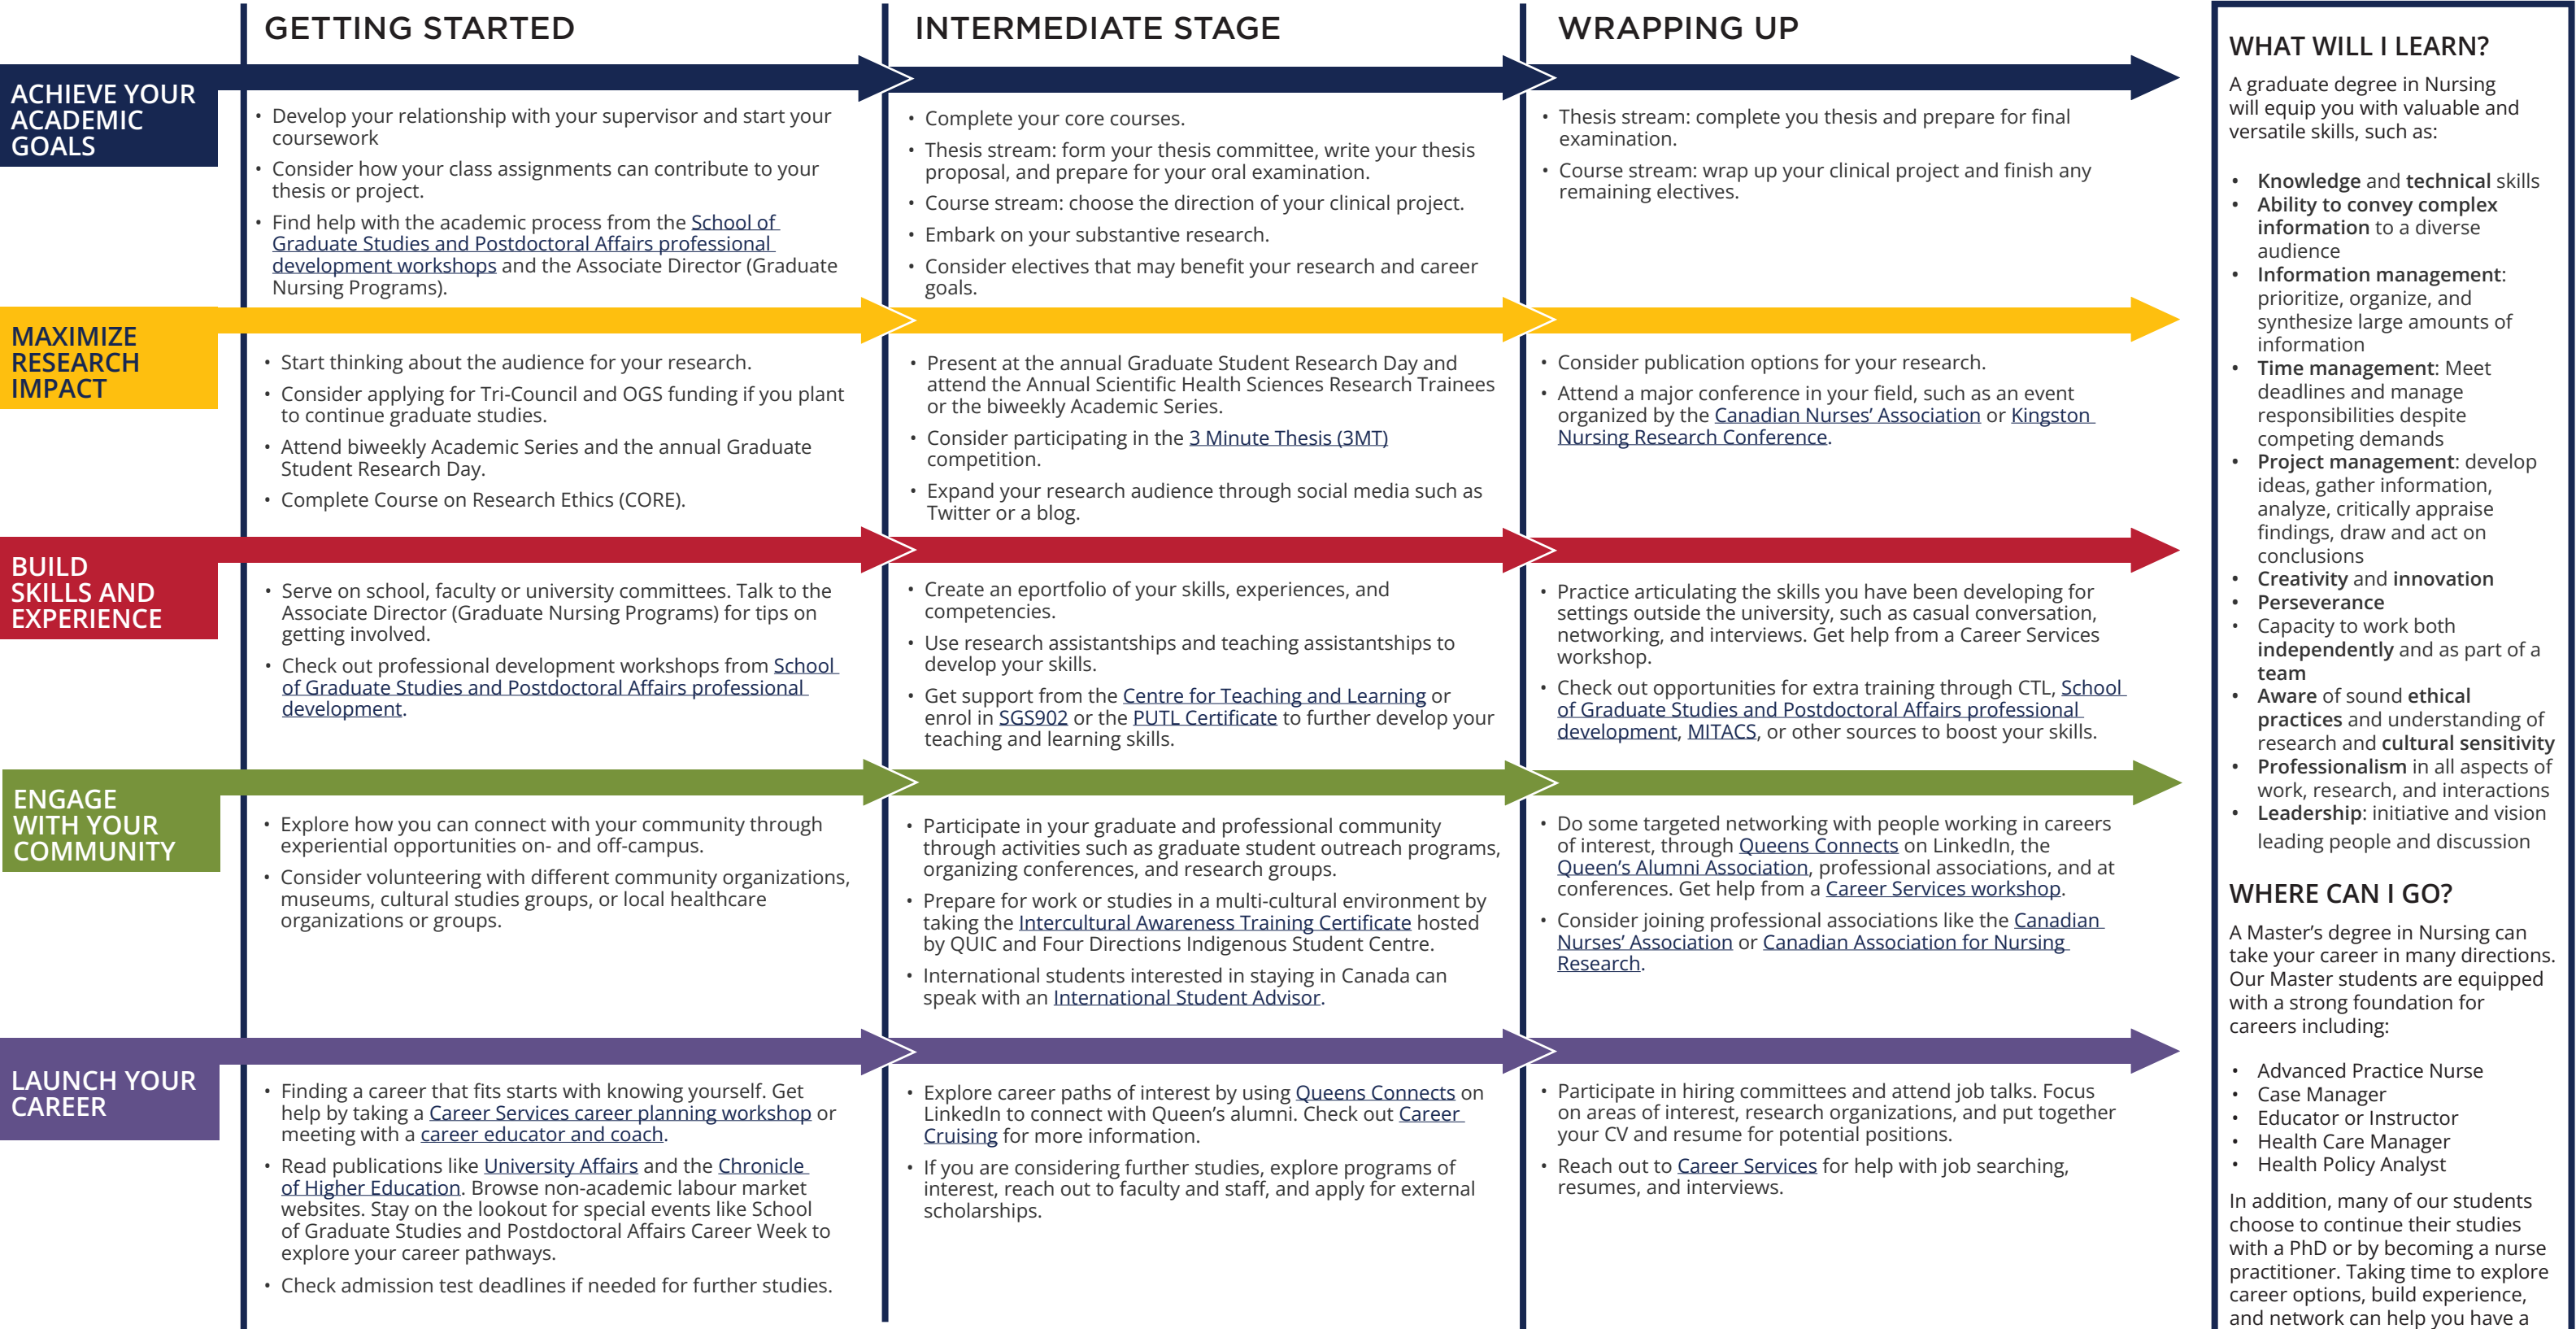 GETTING STARTED
INTERMEDIATE STAGE
WRAPPING UP
ACHIEVE YOUR
ACADEMIC
GOALS
• Develop your relationship with your supervisor and start your
coursework
• Consider how your class assignments can contribute to your
thesis or project.
• Find help with the academic process from the School of
Graduate Studies and Postdoctoral Affairs professional
development workshops and the Associate Director (Graduate
Nursing Programs).
• Complete your core courses.
• Thesis stream: form your thesis committee, write your thesis
proposal, and prepare for your oral examination.
• Course stream: choose the direction of your clinical project.
• Embark on your substantive research.
• Consider electives that may benefit your research and career
goals.
• Thesis stream: complete you thesis and prepare for final
examination.
• Course stream: wrap up your clinical project and finish any
remaining electives.
MAXIMIZE
RESEARCH
IMPACT
• Start thinking about the audience for your research.
• Consider applying for Tri-Council and OGS funding if you plant
to continue graduate studies.
• Attend biweekly Academic Series and the annual Graduate
Student Research Day.
• Complete Course on Research Ethics (CORE).
• Present at the annual Graduate Student Research Day and
attend the Annual Scientific Health Sciences Research Trainees
or the biweekly Academic Series.
• Consider participating in the 3 Minute Thesis (3MT)
competition.
• Expand your research audience through social media such as
Twitter or a blog.
• Consider publication options for your research.
• Attend a major conference in your field, such as an event
organized by the Canadian Nurses’ Association or Kingston
Nursing Research Conference.
BUILD
SKILLS AND
EXPERIENCE
• Serve on school, faculty or university committees. Talk to the
Associate Director (Graduate Nursing Programs) for tips on
getting involved.
• Check out professional development workshops from School
of Graduate Studies and Postdoctoral Affairs professional
development.
• Create an eportfolio of your skills, experiences, and
competencies.
• Use research assistantships and teaching assistantships to
develop your skills.
• Get support from the Centre for Teaching and Learning or
enrol in SGS902 or the PUTL Certificate to further develop your
teaching and learning skills.
• Practice articulating the skills you have been developing for
settings outside the university, such as casual conversation,
networking, and interviews. Get help from a Career Services
workshop.
• Check out opportunities for extra training through CTL, School
of Graduate Studies and Postdoctoral Affairs professional
development, MITACS, or other sources to boost your skills.
ENGAGE
WITH YOUR
COMMUNITY
• Explore how you can connect with your community through
experiential opportunities on- and off-campus.
• Consider volunteering with different community organizations,
museums, cultural studies groups, or local healthcare
organizations or groups.
• Participate in your graduate and professional community
through activities such as graduate student outreach programs,
organizing conferences, and research groups.
• Prepare for work or studies in a multi-cultural environment by
taking the Intercultural Awareness Training Certificate hosted
by QUIC and Four Directions Indigenous Student Centre.
• International students interested in staying in Canada can
speak with an International Student Advisor.
• Do some targeted networking with people working in careers
of interest, through Queens Connects on LinkedIn, the
Queen’s Alumni Association, professional associations, and at
conferences. Get help from a Career Services workshop.
• Consider joining professional associations like the Canadian
Nurses’ Association or Canadian Association for Nursing
Research.
LAUNCH YOUR
CAREER
• Finding a career that fits starts with knowing yourself. Get
help by taking a Career Services career planning workshop or
meeting with a career educator and coach.
• Read publications like University Affairs and the Chronicle
of Higher Education. Browse non-academic labour market
websites. Stay on the lookout for special events like School
of Graduate Studies and Postdoctoral Affairs Career Week to
explore your career pathways.
• Check admission test deadlines if needed for further studies.
• Explore career paths of interest by using Queens Connects on
LinkedIn to connect with Queen’s alumni. Check out Career
Cruising for more information.
• If you are considering further studies, explore programs of
interest, reach out to faculty and staff, and apply for external
scholarships.
• Participate in hiring committees and attend job talks. Focus
on areas of interest, research organizations, and put together
your CV and resume for potential positions.
• Reach out to Career Services for help with job searching,
resumes, and interviews.
WHAT WILL I LEARN?
A graduate degree in Nursing
will equip you with valuable and
versatile skills, such as:
• Knowledge and technical skills
• Ability to convey complex
information to a diverse
audience
• Information management:
prioritize, organize, and
synthesize large amounts of
information
• Time management: Meet
deadlines and manage
responsibilities despite
competing demands
• Project management: develop
ideas, gather information,
analyze, critically appraise
findings, draw and act on
conclusions
• Creativity and innovation
• Perseverance
• Capacity to work both
independently and as part of a
team
• Aware of sound ethical
practices and understanding of
research and cultural sensitivity
• Professionalism in all aspects of
work, research, and interactions
• Leadership: initiative and vision
leading people and discussion
WHERE CAN I GO?
A Master’s degree in Nursing can
take your career in many directions.
Our Master students are equipped
with a strong foundation for
careers including:
• Advanced Practice Nurse
• Case Manager
• Educator or Instructor
• Health Care Manager
• Health Policy Analyst
In addition, many of our students
choose to continue their studies
with a PhD or by becoming a nurse
practitioner. Taking time to explore
career options, build experience,
and network can help you have a